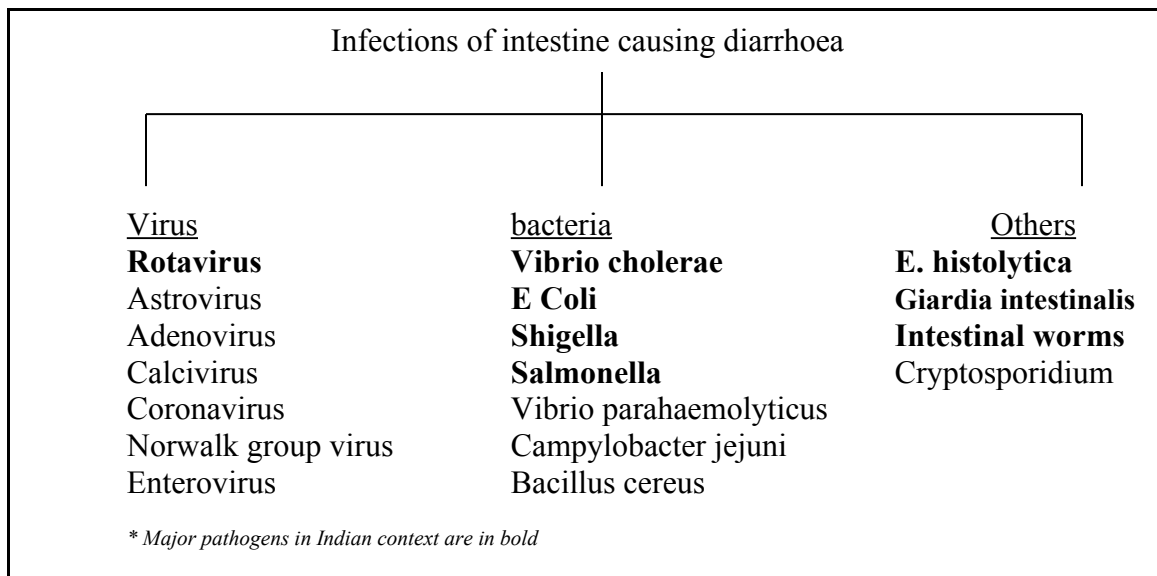 Infections of intestine causing diarrhoea
Virus
Rotavirus
Astrovirus
Adenovirus
Calcivirus
Coronavirus
Norwalk group virus
Enterovirus
bacteria
Vibrio cholerae
E Coli
Shigella
Salmonella
Vibrio parahaemolyticus
Campylobacter jejuni
Bacillus cereus
Others
E. histolytica
Giardia intestinalis
Intestinal worms
Cryptosporidium
* Major pathogens in Indian context are in bold